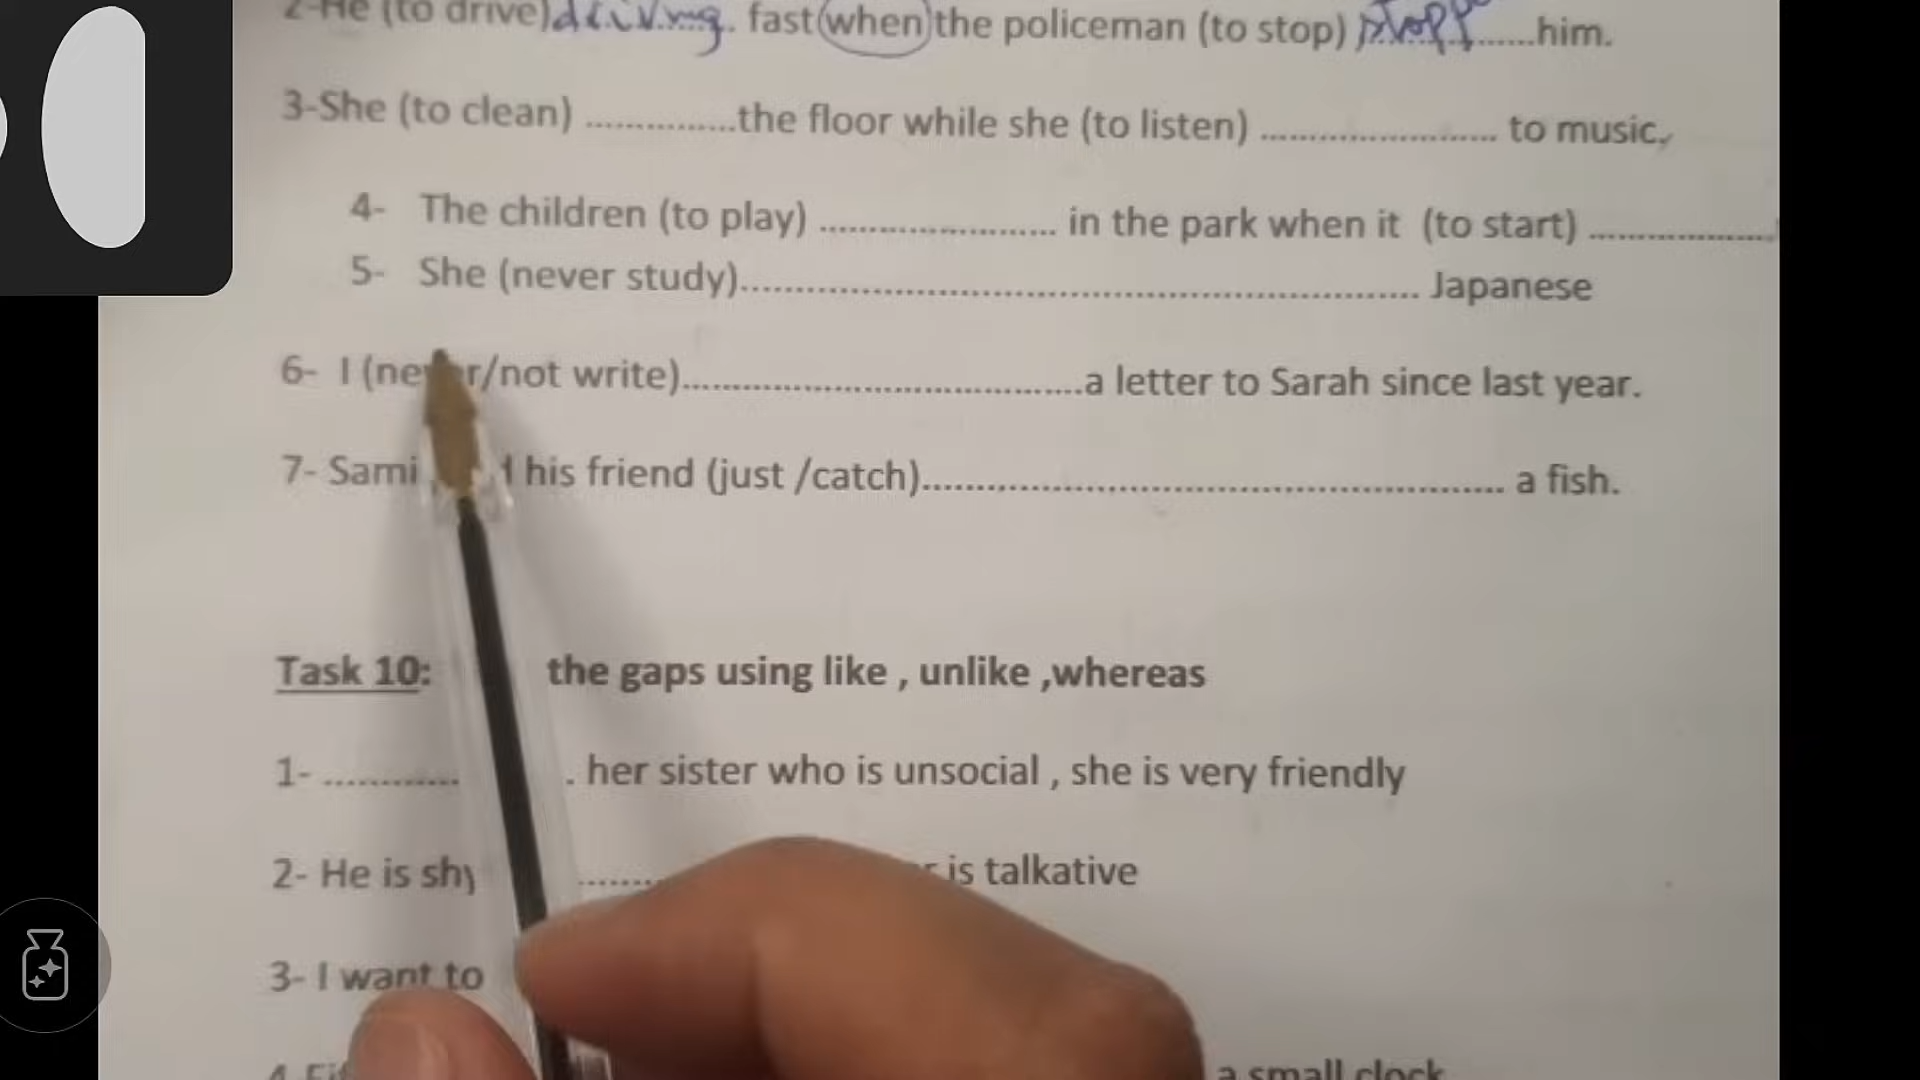 2-He (to drive) driving. fast when the policeman (to stop) stopp..........him.
3-She (to clean) ...............the floor while she (to listen) ........................ to music.
4- The children (to play) ........................ in the park when it (to start) ...................
5- She (never study)..................................................................... Japanese
6- I (never/not write).........................................a letter to Sarah since last year.
7- Sami his friend (just /catch)........................................................... a fish.
Task 10: the gaps using like , unlike ,whereas
1- .............. . her sister who is unsocial , she is very friendly
2- He is shy ........ is talkative
3- I want to
a small clock